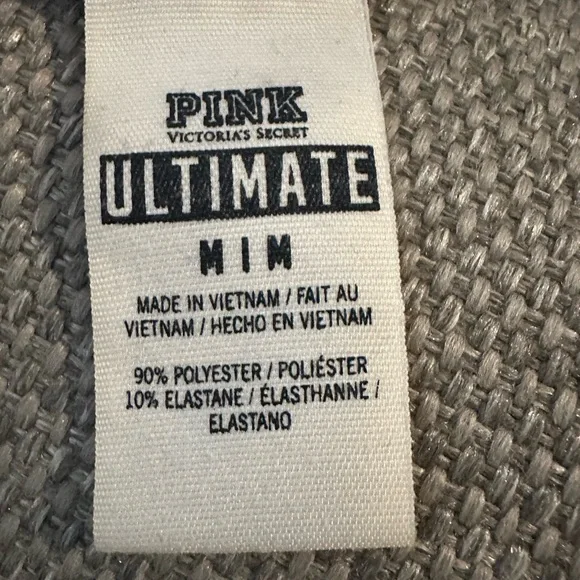 PINK
VICTORIA'S SECRET
ULTIMATE
M I M
MADE IN VIETNAM / FAIT AU
VIETNAM / HECHO EN VIETNAM
90% POLYESTER / POLIÉSTER
10% ELASTANE / ÉLASTHANNE /
ELASTANO